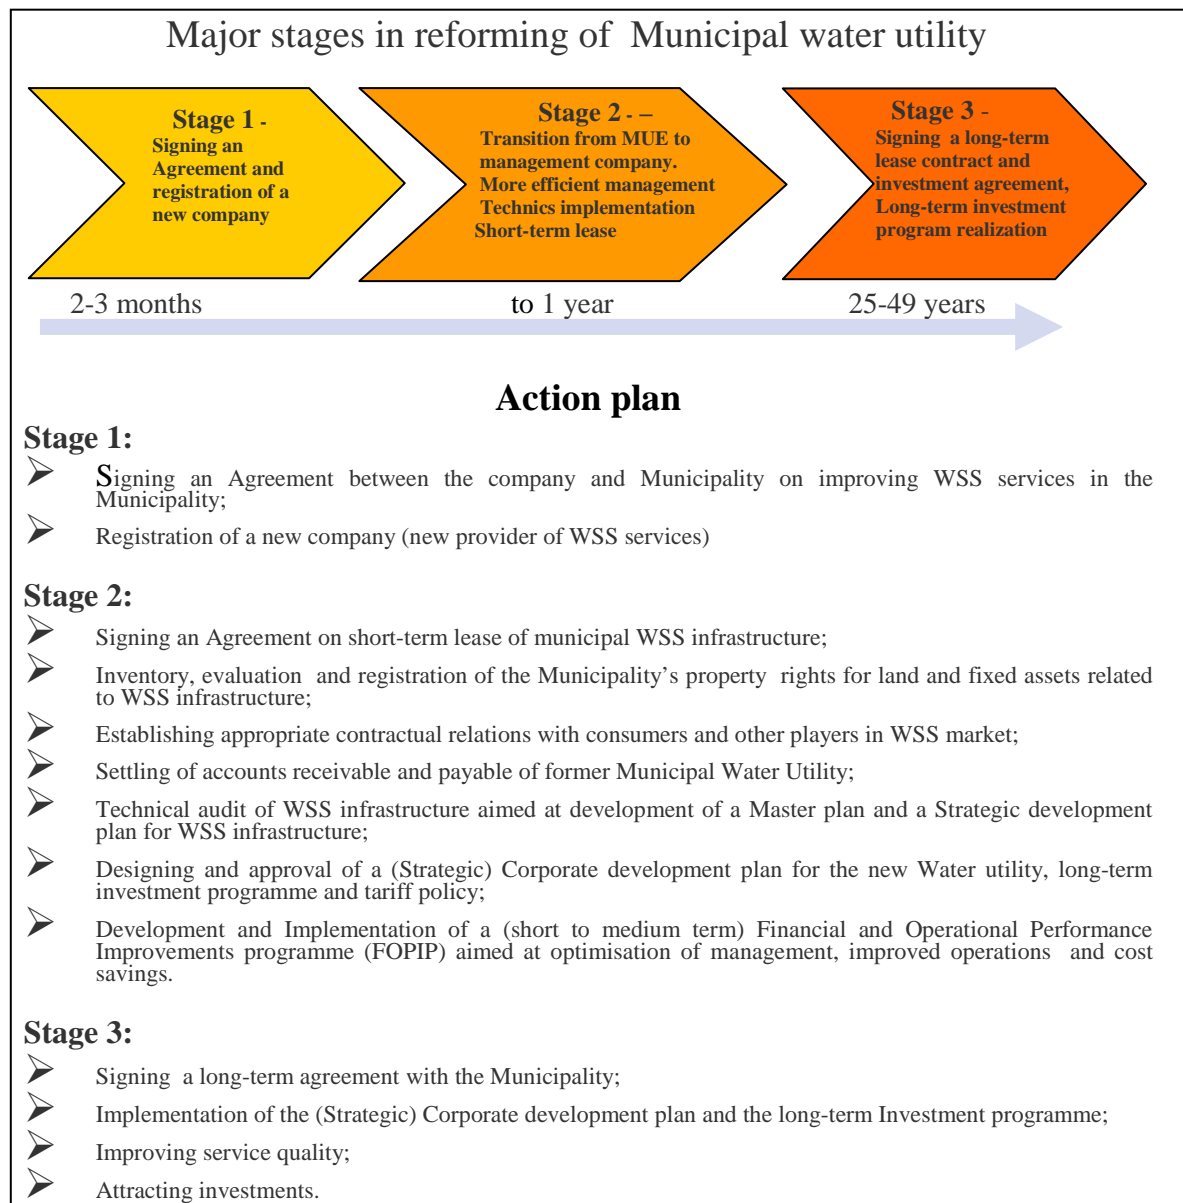 Major stages in reforming of Municipal water utility
Stage 1 -
Signing an
Agreement and
registration of a
new company
Stage 2 - –
Transition from MUE to
management company.
More efficient management
Technics implementation
Short-term lease
Stage 3 -
Signing a long-term
lease contract and
investment agreement,
Long-term investment
program realization
2-3 months
to 1 year
25-49 years
Action plan
Stage 1:
➢ Signing an Agreement between the company and Municipality on improving WSS services in the
Municipality;
➢ Registration of a new company (new provider of WSS services)
Stage 2:
➢ Signing an Agreement on short-term lease of municipal WSS infrastructure;
➢ Inventory, evaluation and registration of the Municipality’s property rights for land and fixed assets related
to WSS infrastructure;
➢ Establishing appropriate contractual relations with consumers and other players in WSS market;
➢ Settling of accounts receivable and payable of former Municipal Water Utility;
➢ Technical audit of WSS infrastructure aimed at development of a Master plan and a Strategic development
plan for WSS infrastructure;
➢ Designing and approval of a (Strategic) Corporate development plan for the new Water utility, long-term
investment programme and tariff policy;
➢ Development and Implementation of a (short to medium term) Financial and Operational Performance
Improvements programme (FOPIP) aimed at optimisation of management, improved operations and cost
savings.
Stage 3:
➢ Signing a long-term agreement with the Municipality;
➢ Implementation of the (Strategic) Corporate development plan and the long-term Investment programme;
➢ Improving service quality;
➢ Attracting investments.